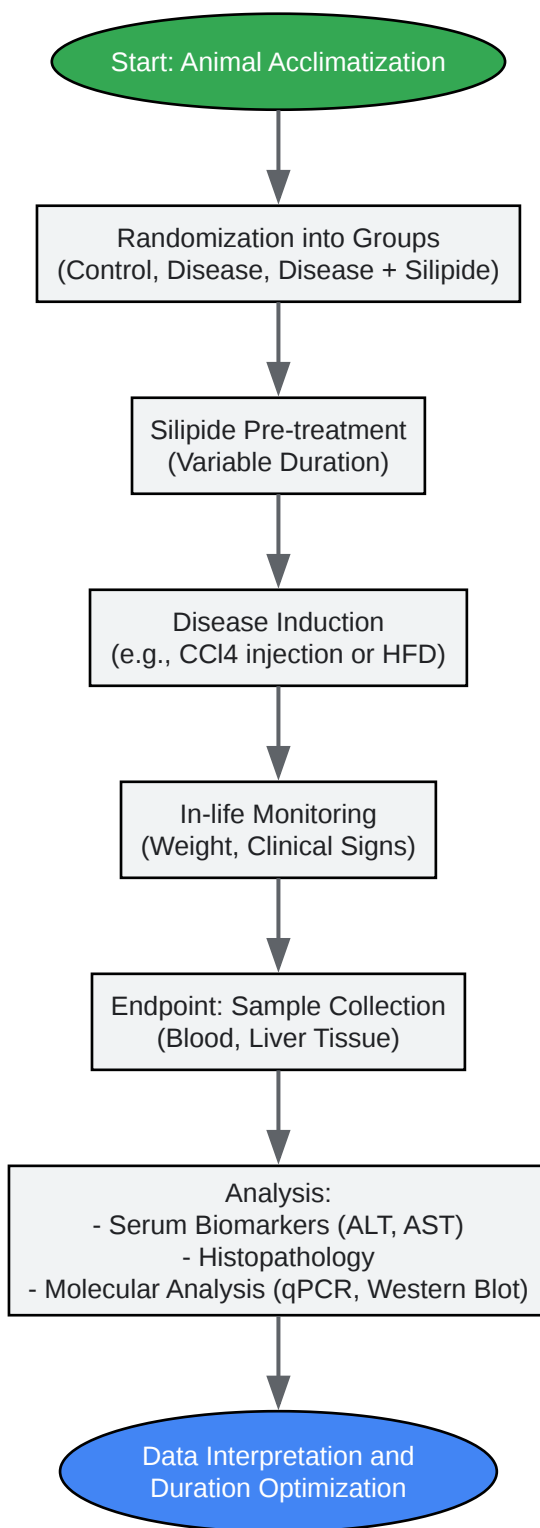 Start: Animal Acclimatization
Randomization into Groups
(Control, Disease, Disease + Silipide)
Silipide Pre-treatment
(Variable Duration)
Disease Induction
(e.g., CCl4 injection or HFD)
In-life Monitoring
(Weight, Clinical Signs)
Endpoint: Sample Collection
(Blood, Liver Tissue)
Analysis:
- Serum Biomarkers (ALT, AST)
- Histopathology
- Molecular Analysis (qPCR, Western Blot)
Data Interpretation and
Duration Optimization